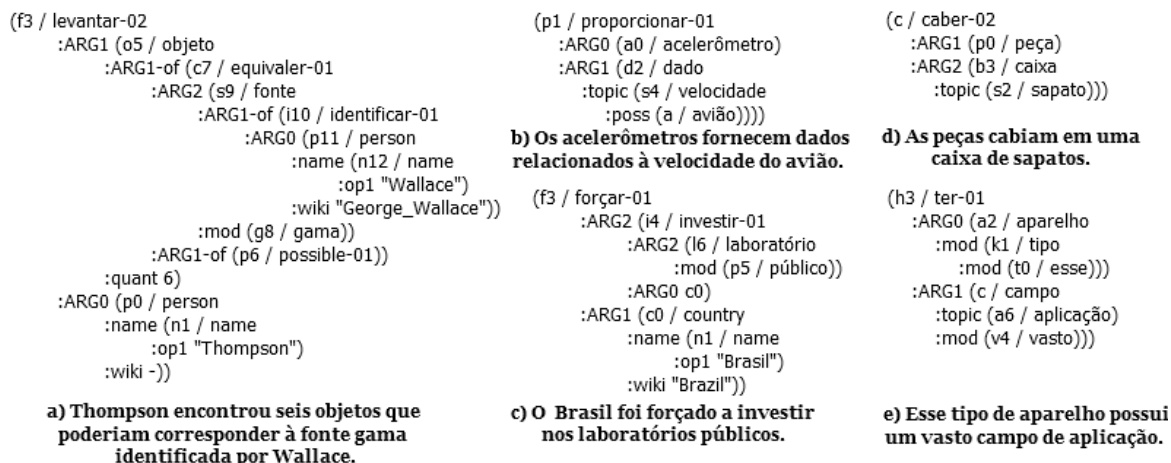 (f3 / levantar-02
:ARG1 (o5 / objeto
:ARG1-of (c7 / equivaler-01
:ARG2 (s9 / fonte
:ARG1-of (i10 / identificar-01
:ARG0 (p11 / person
:name (n12 / name
:op1 "Wallace")
:wiki "George_Wallace"))
:mod (g8 / gama))
:ARG1-of (p6 / possible-01))
:quant 6)
:ARG0 (p0 / person
:name (n1 / name
:op1 "Thompson")
:wiki -))
a) Thompson encontrou seis objetos que
poderiam corresponder à fonte gama
identificada por Wallace.
(p1 / proporcionar-01
:ARG0 (a0 / acelerômetro)
:ARG1 (d2 / dado
:topic (s4 / velocidade
:poss (a / avião))))
b) Os acelerômetros fornecem dados
relacionados à velocidade do avião.
(f3 / forçar-01
:ARG2 (i4 / investir-01
:ARG2 (l6 / laboratório
:mod (p5 / público))
:ARG0 c0)
:ARG1 (c0 / country
:name (n1 / name
:op1 "Brasil")
:wiki "Brazil"))
c) O Brasil foi forçado a investir
nos laboratórios públicos.
(c / caber-02
:ARG1 (p0 / peça)
:ARG2 (b3 / caixa
:topic (s2 / sapato)))
d) As peças cabiam em uma
caixa de sapatos.
(h3 / ter-01
:ARG0 (a2 / aparelho
:mod (k1 / tipo
:mod (t0 / esse)))
:ARG1 (c / campo
:topic (a6 / aplicação)
:mod (v4 / vasto)))
e) Esse tipo de aparelho possui
um vasto campo de aplicação.